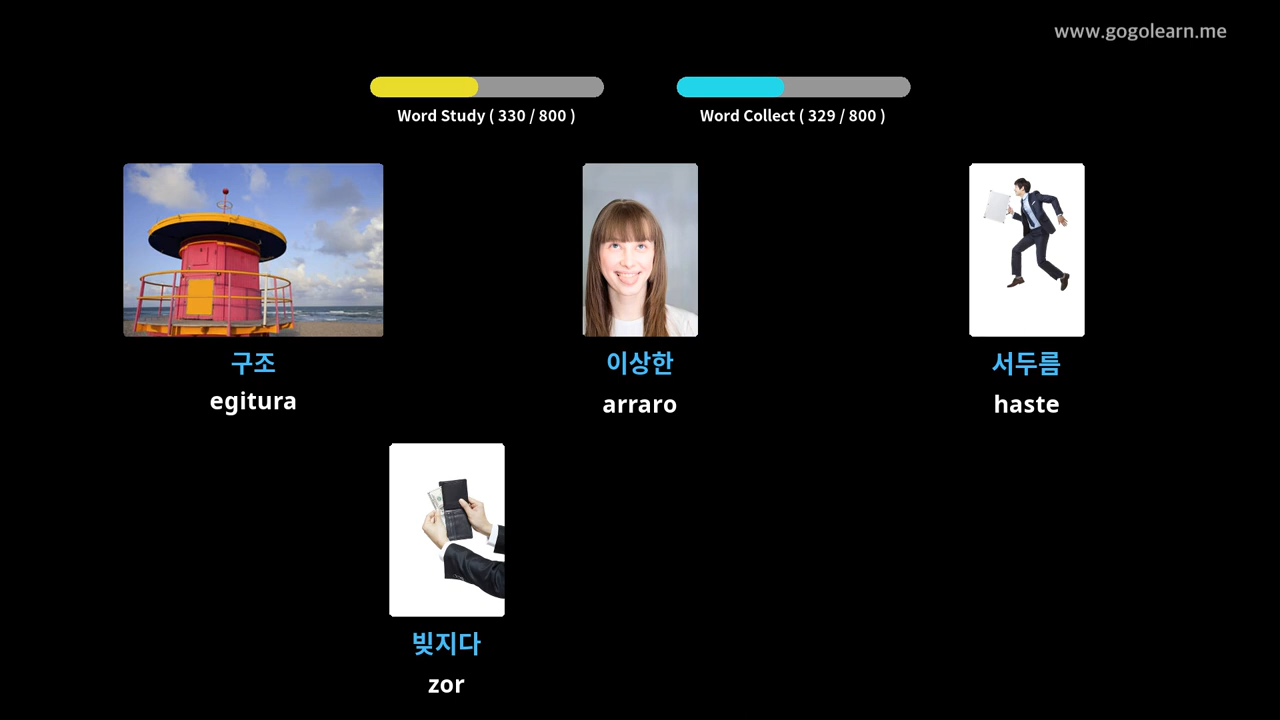 www.gogolearn.me
Word Study ( 330 / 800 )
Word Collect ( 329 / 800 )
구조
egitura
이상한
arraro
서두름
haste
빚지다
zor